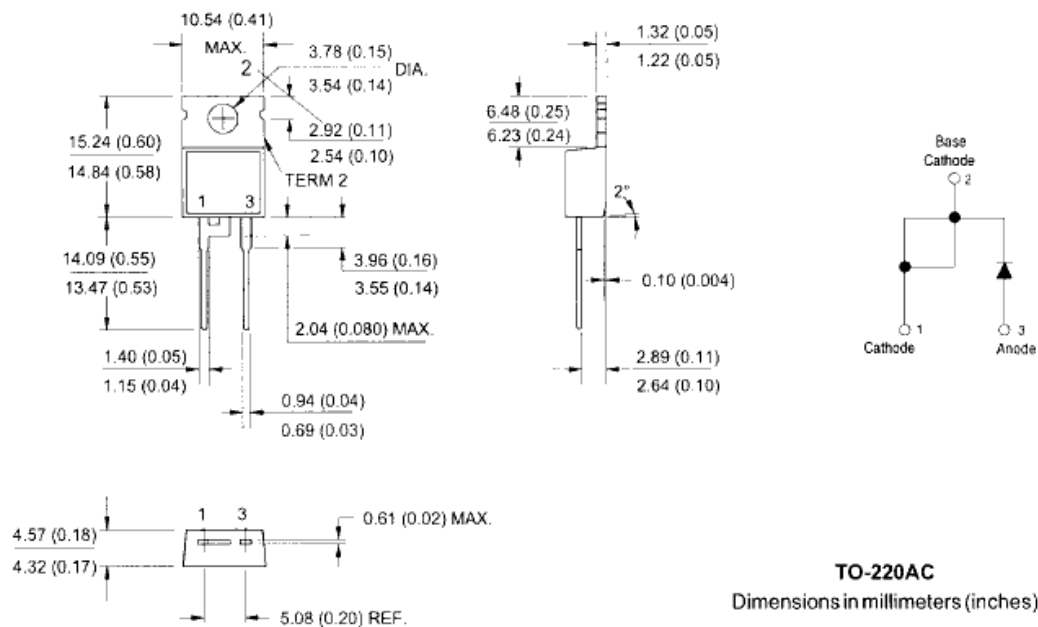 10.54 (0.41)
MAX.
2
3.78 (0.15)
3.54 (0.14)
DIA.
15.24 (0.60)
14.84 (0.58)
2.92 (0.11)
2.54 (0.10)
TERM 2
1 3
14.09 (0.55)
13.47 (0.53)
3.96 (0.16)
3.55 (0.14)
2.04 (0.080) MAX.
1.40 (0.05)
1.15 (0.04)
0.94 (0.04)
0.69 (0.03)
1.32 (0.05)
1.22 (0.05)
6.48 (0.25)
6.23 (0.24)
2°
0.10 (0.004)
2.89 (0.11)
2.64 (0.10)
Base
Cathode
2
1
Cathode
3
Anode
1 3
4.57 (0.18)
4.32 (0.17)
0.61 (0.02) MAX.
5.08 (0.20) REF.
TO-220AC
Dimensions in millimeters (inches)